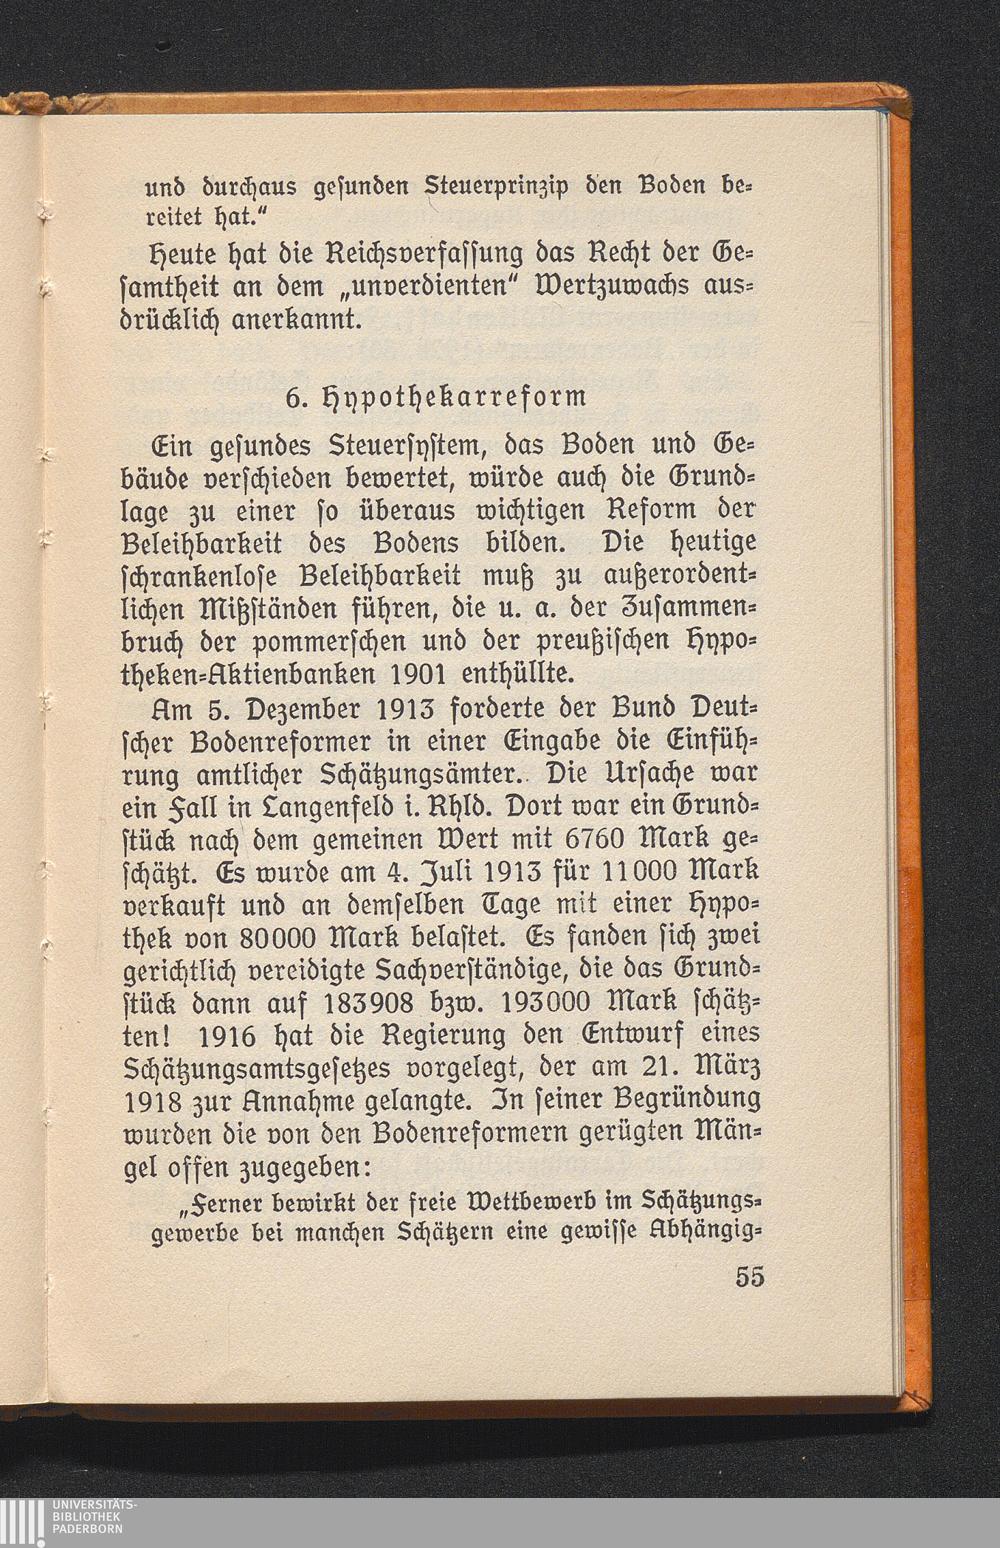 und durchaus gesunden Steuerprinzip den Boden be-
reitet hat.“
Heute hat die Reichsverfassung das Recht der Ge-
samtheit an dem „unverdienten“ Wertzuwachs aus-
drücklich anerkannt.
6. Hypothekarreform
Ein gesundes Steuersystem, das Boden und Ge-
bäude verschieden bewertet, würde auch die Grund-
lage zu einer so überaus wichtigen Reform der
Beleihbarkeit des Bodens bilden. Die heutige
schrankenlose Beleihbarkeit muß zu außerordent-
lichen Mißständen führen, die u. a. der Zusammen-
bruch der pommerschen und der preußischen Hypo-
theken-Aktienbanken 1901 enthüllte.
Am 5. Dezember 1913 forderte der Bund Deut-
scher Bodenreformer in einer Eingabe die Einfüh-
rung amtlicher Schätzungsämter. Die Ursache war
ein Fall in Langenfeld i. Rhld. Dort war ein Grund-
stück nach dem gemeinen Wert mit 6760 Mark ge-
schätzt. Es wurde am 4. Juli 1913 für 11000 Mark
verkauft und an demselben Tage mit einer Hypo-
thek von 80000 Mark belastet. Es fanden sich zwei
gerichtlich vereidigte Sachverständige, die das Grund-
stück dann auf 183908 bzw. 193000 Mark schätz-
ten! 1916 hat die Regierung den Entwurf eines
Schätzungsamtsgesetzes vorgelegt, der am 21. März
1918 zur Annahme gelangte. In seiner Begründung
wurden die von den Bodenreformern gerügten Män-
gel offen zugegeben:
„Ferner bewirkt der freie Wettbewerb im Schätzungs-
gewerbe bei manchen Schätzern eine gewisse Abhängig-
55
UNIVERSITÄTS-
BIBLIOTHEK
PADERBORN